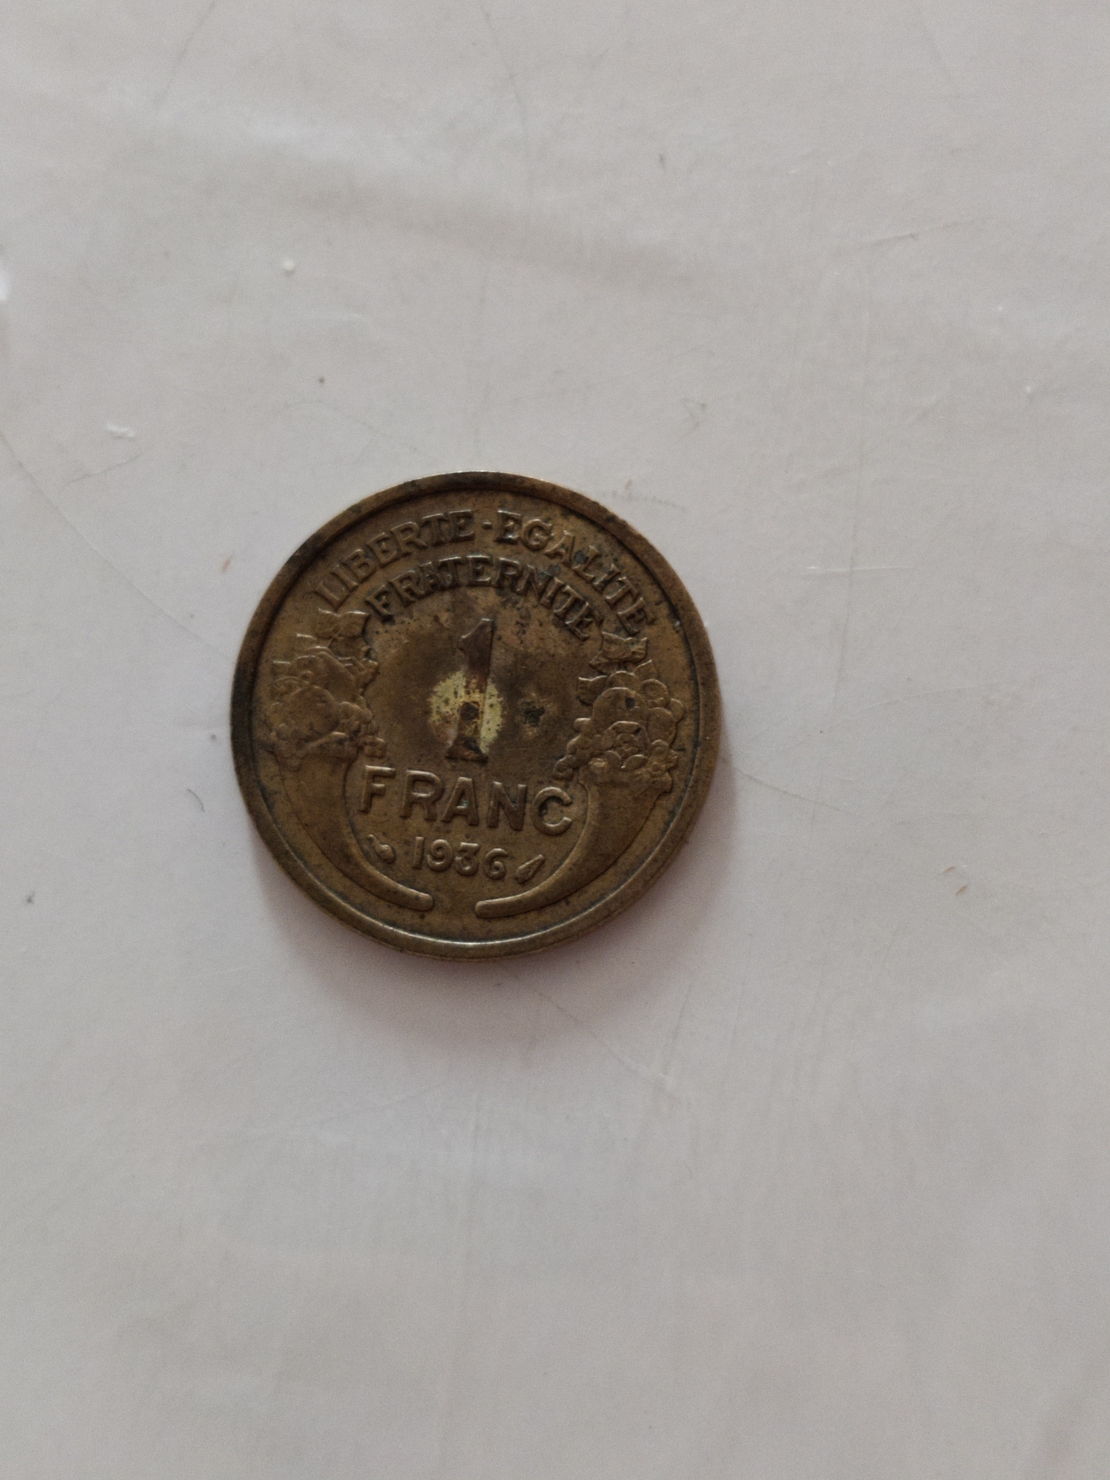 LIBERTE · EGALITE
FRATERNITE
1
FRANC
1936